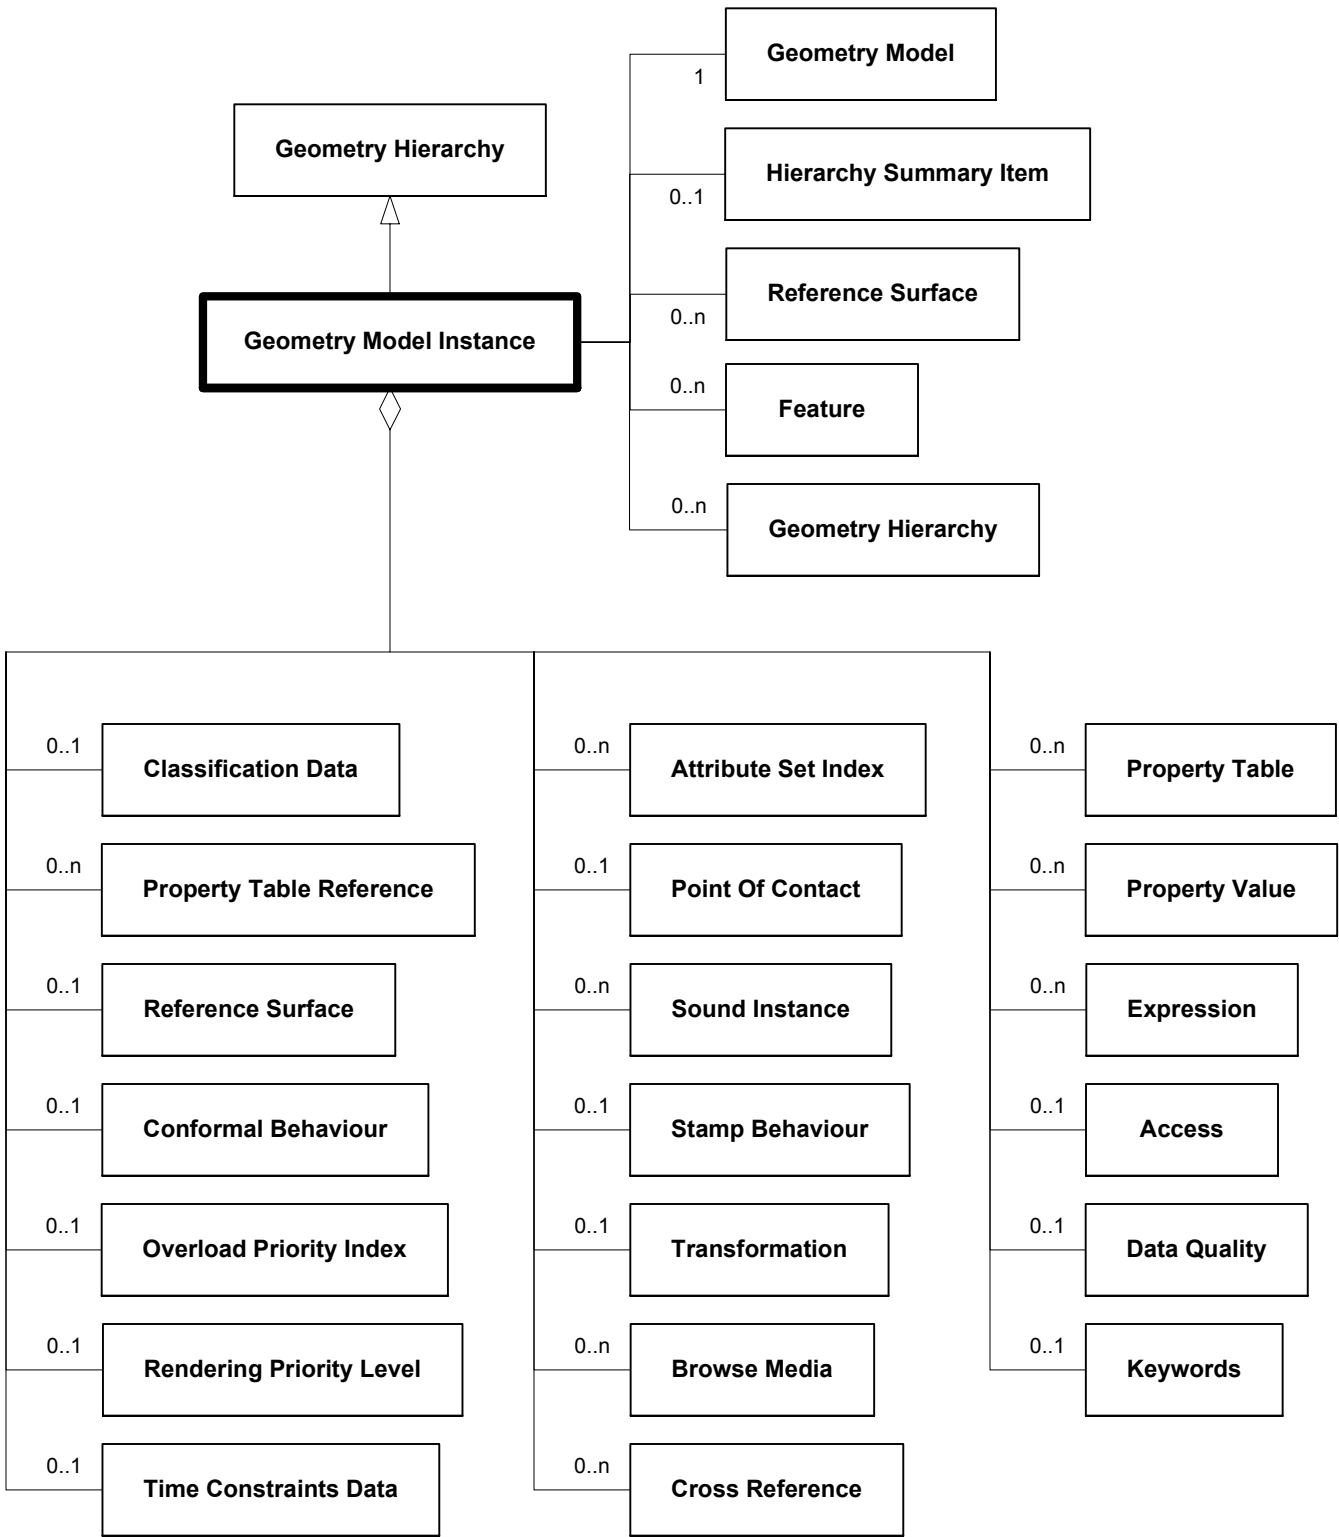 Geometry Model
1
Geometry Hierarchy
Hierarchy Summary Item
0..1
Reference Surface
0..n
Geometry Model Instance
0..n
Feature
0..n
Geometry Hierarchy
0..1
Classification Data
0..n
Property Table Reference
0..1
Reference Surface
0..1
Conformal Behaviour
0..1
Overload Priority Index
0..1
Rendering Priority Level
0..1
Time Constraints Data
0..n
Attribute Set Index
0..1
Point Of Contact
0..n
Sound Instance
0..1
Stamp Behaviour
0..1
Transformation
0..n
Browse Media
0..n
Cross Reference
0..n
Property Table
0..n
Property Value
0..n
Expression
0..1
Access
0..1
Data Quality
0..1
Keywords